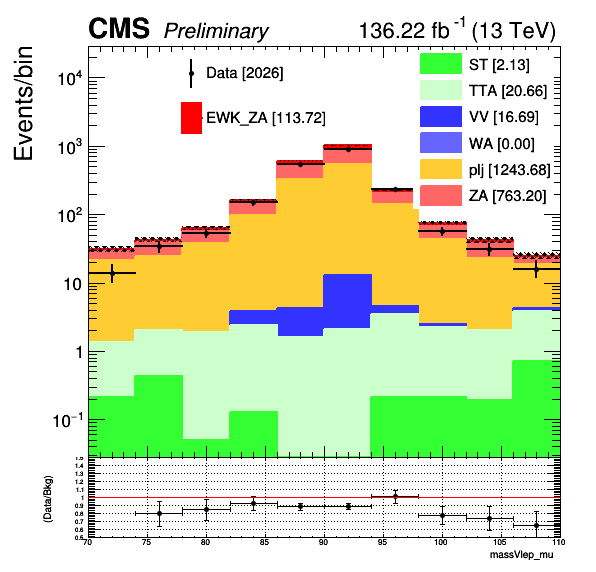 CMS Preliminary 136.22 fb⁻¹ (13 TeV)
Events/bin
Data [2026]
EWK_ZA [113.72]
ST [2.13]
TTA [20.66]
VV [16.69]
WA [0.00]
plj [1243.68]
ZA [763.20]
10⁴
10³
10²
10
1
10⁻¹
(Data/Bkg)
1.5
1.4
1.3
1.2
1.1
1
0.9
0.8
0.7
0.6
0.5
70 75 80 85 90 95 100 105 110
massVlep_mu